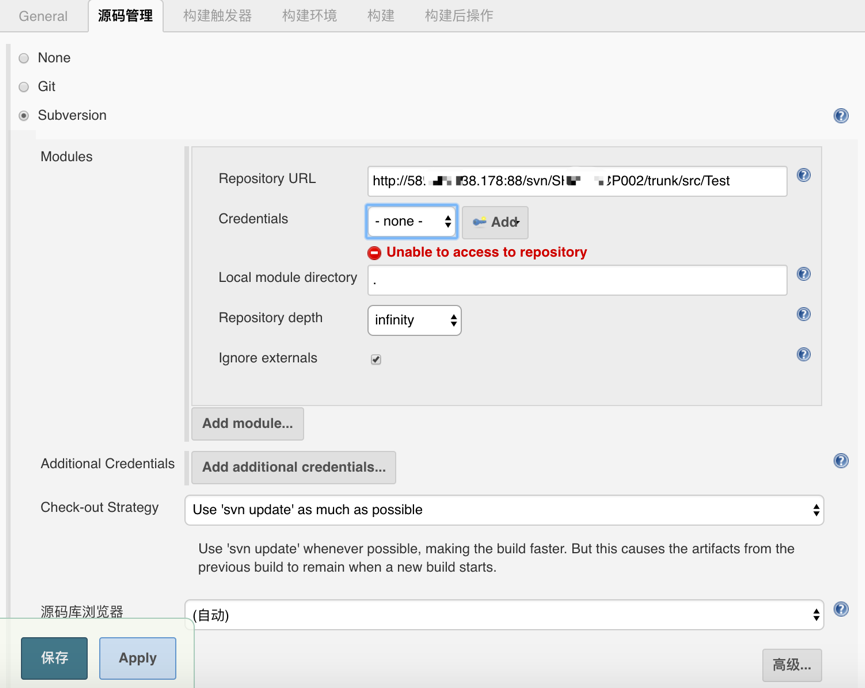 General 源码管理 构建触发器 构建环境 构建 构建后操作
None
Git
Subversion
Modules
Repository URL http://58 38.178:88/svn/ P002/trunk/src/Test
Credentials - none - Add
Unable to access to repository
Local module directory .
Repository depth infinity
Ignore externals
Add module...
Additional Credentials Add additional credentials...
Check-out Strategy Use 'svn update' as much as possible
Use 'svn update' whenever possible, making the build faster. But this causes the artifacts from the
previous build to remain when a new build starts.
源码库浏览器 (自动)
保存 Apply
高级...